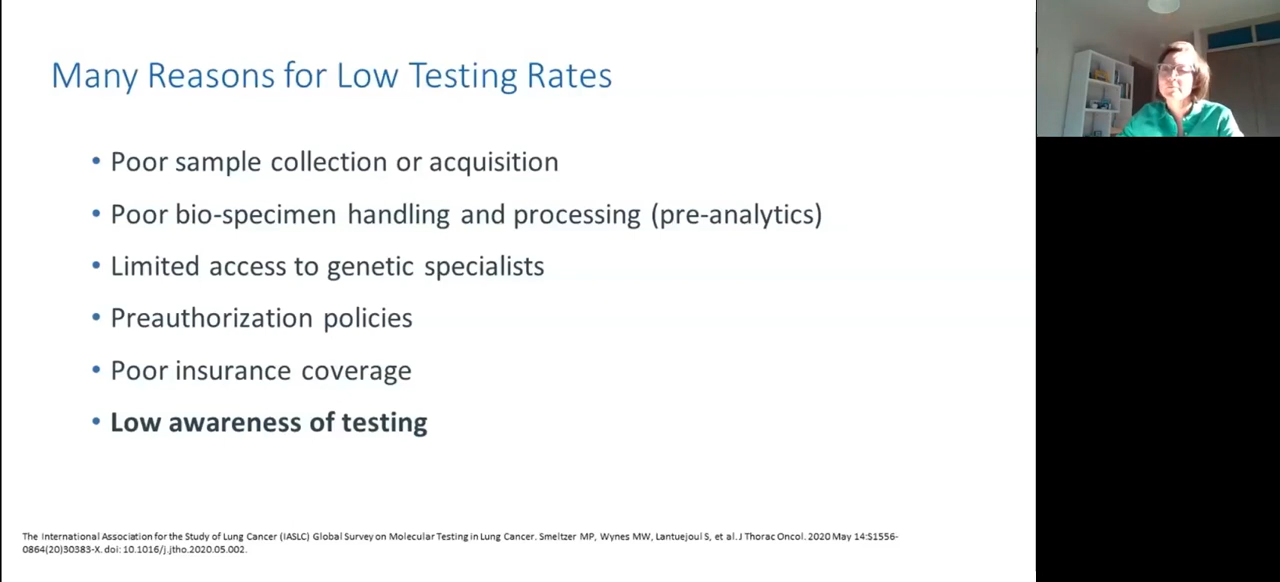 Many Reasons for Low Testing Rates
• Poor sample collection or acquisition
• Poor bio-specimen handling and processing (pre-analytics)
• Limited access to genetic specialists
• Preauthorization policies
• Poor insurance coverage
• Low awareness of testing
The International Association for the Study of Lung Cancer (IASLC) Global Survey on Molecular Testing in Lung Cancer. Smeltzer MP, Wynes MW, Lantuejoul S, et al. J Thorac Oncol. 2020 May 14:S1556-
0864(20)30383-X. doi: 10.1016/j.jtho.2020.05.002.